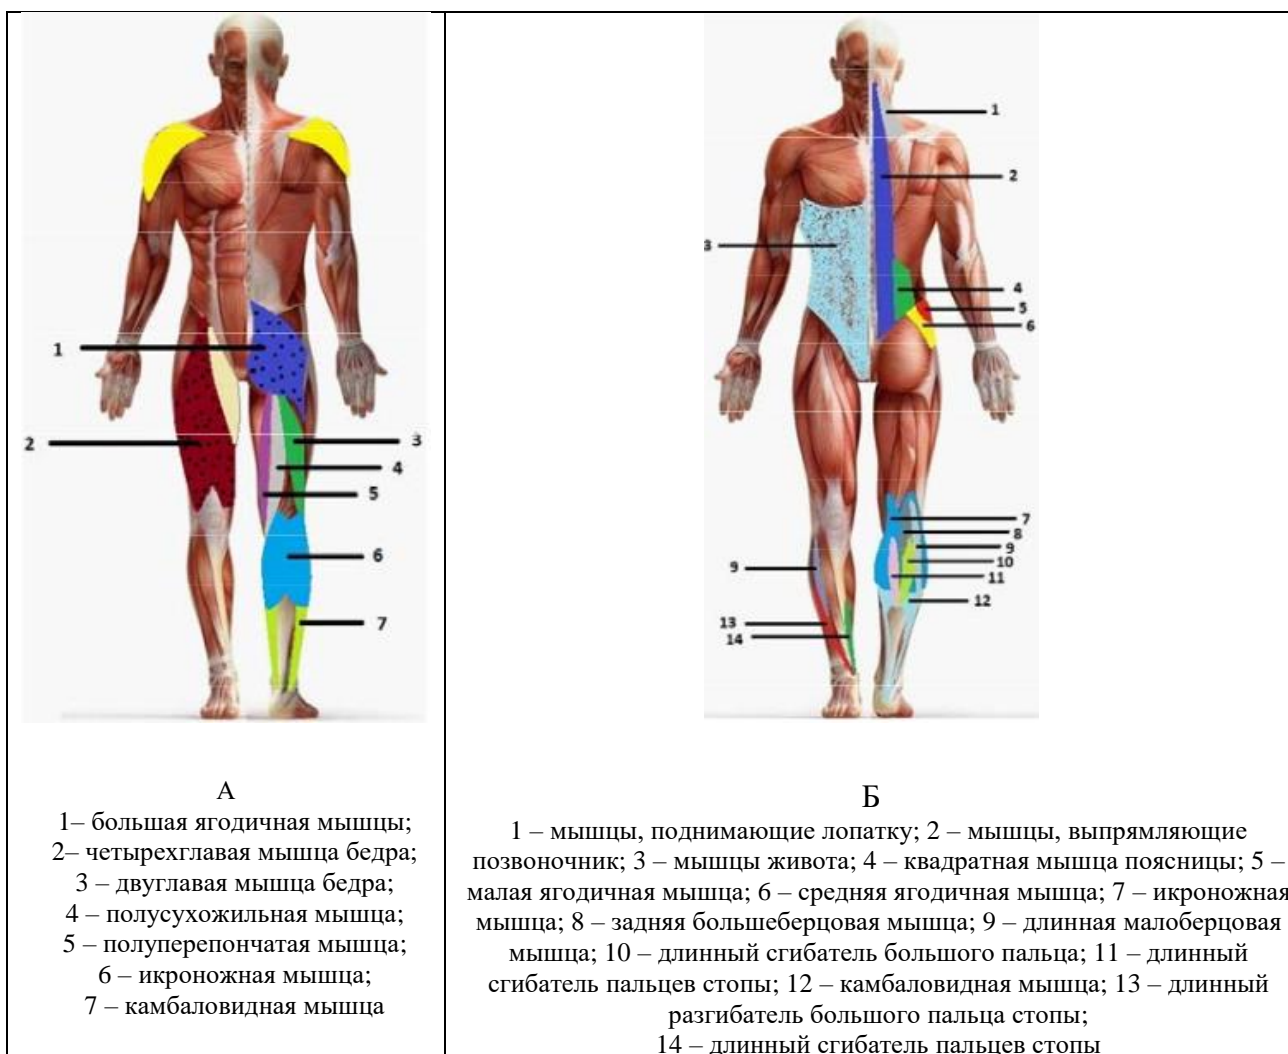 1
2
3
4
5
6
7
А
1– большая ягодичная мышцы;
2– четырехглавая мышца бедра;
3 – двуглавая мышца бедра;
4 – полусухожильная мышца;
5 – полуперепончатая мышца;
6 – икроножная мышца;
7 – камбаловидная мышца
1
2
3
4
5
6
7
8
9
9
10
11
12
13
14
Б
1 – мышцы, поднимающие лопатку; 2 – мышцы, выпрямляющие
позвоночник; 3 – мышцы живота; 4 – квадратная мышца поясницы; 5 –
малая ягодичная мышца; 6 – средняя ягодичная мышца; 7 – икроножная
мышца; 8 – задняя большеберцовая мышца; 9 – длинная малоберцовая
мышца; 10 – длинный сгибатель большого пальца; 11 – длинный
сгибатель пальцев стопы; 12 – камбаловидная мышца; 13 – длинный
разгибатель большого пальца стопы;
14 – длинный сгибатель пальцев стопы